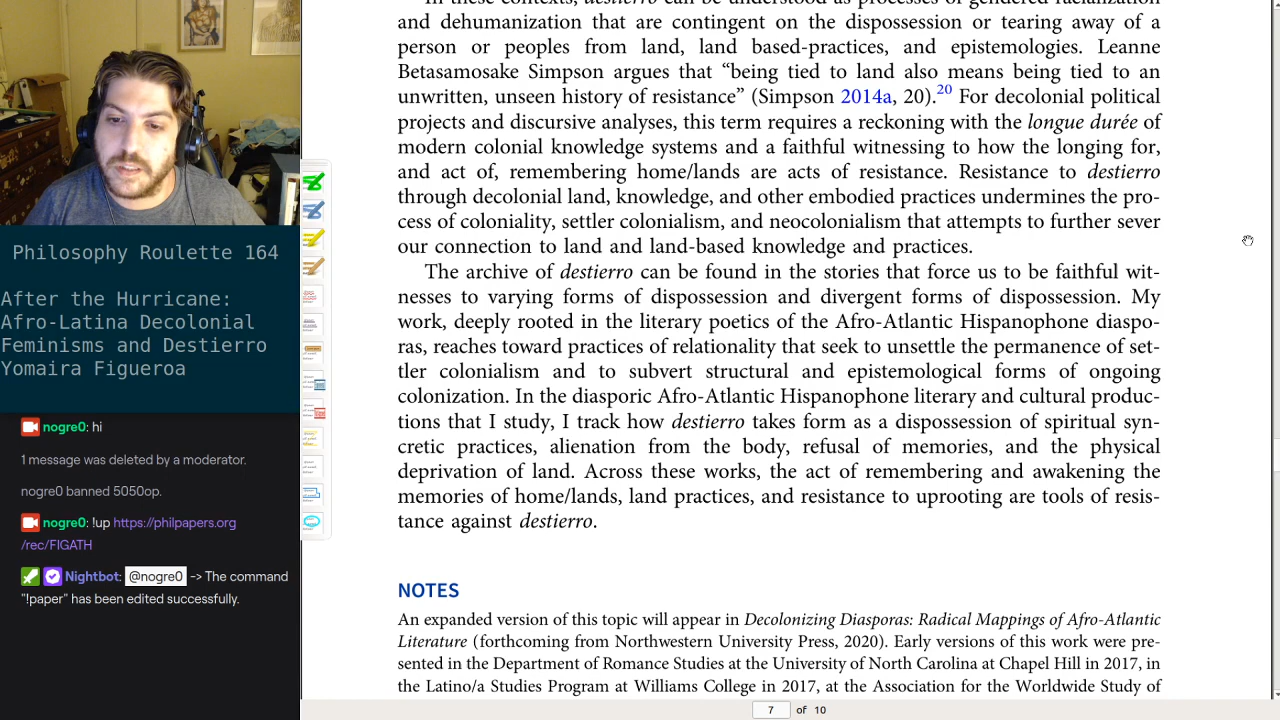 Philosophy Roulette 164
After the Hurricane:
Afro-Latina Decolonial
Feminisms and Destierro
Yomaira Figueroa
nogre0: hi
1 message was deleted by a moderator.
nogre0 banned 5050op.
nogre0: !up https://philpapers.org
/rec/FIGATH
Nightbot: @nogre0 -> The command
"!paper" has been edited successfully.
In these contexts, destierro can be understood as processes of gendered racialization
and dehumanization that are contingent on the dispossession or tearing away of a
person or peoples from land, land based-practices, and epistemologies. Leanne
Betasamosake Simpson argues that “being tied to land also means being tied to an
unwritten, unseen history of resistance” (Simpson 2014a, 20).20 For decolonial political
projects and discursive analyses, this term requires a reckoning with the longue durée of
modern colonial knowledge systems and a faithful witnessing to how the longing for,
and act of, remembering home/lands are acts of resistance. Resistance to destierro
through decolonial land, knowledge, and other embodied practices undermines the pro-
cess of coloniality, settler colonialism, and neocolonialism that attempts to further sever
our connection to land and land-based knowledges and practices.
The archive of destierro can be found in the stories that force us to be faithful wit-
nesses to varying forms of dispossession and the legent actions of dispossession. My
work, deeply rooted in the literary poetics of the Afro-Atlantic Hispanophone diaspo-
ras, reaches toward practices of relationality that seek to unsettle the permanence of set-
tler colonialism and to subvert structural and epistemological forms of ongoing
colonization. In the diasporic Afro-Atlantic Hispanophone literary and cultural produc-
tions that I study, I track how destierro takes form as a dispossession of spiritual syn-
cretic practices, exhumation from the body, robbery of memories, and the physical
deprivation of land. Across these works, the act of remembering and awakening the
memories of homelands, land practices, and resistance to unrooting are tools of resis-
tance against destierro.
NOTES
An expanded version of this topic will appear in Decolonizing Diasporas: Radical Mappings of Afro-Atlantic
Literature (forthcoming from Northwestern University Press, 2020). Early versions of this work were pre-
sented in the Department of Romance Studies at the University of North Carolina at Chapel Hill in 2017, in
the Latino/a Studies Program at Williams College in 2017, at the Association for the Worldwide Study of
7 of 10